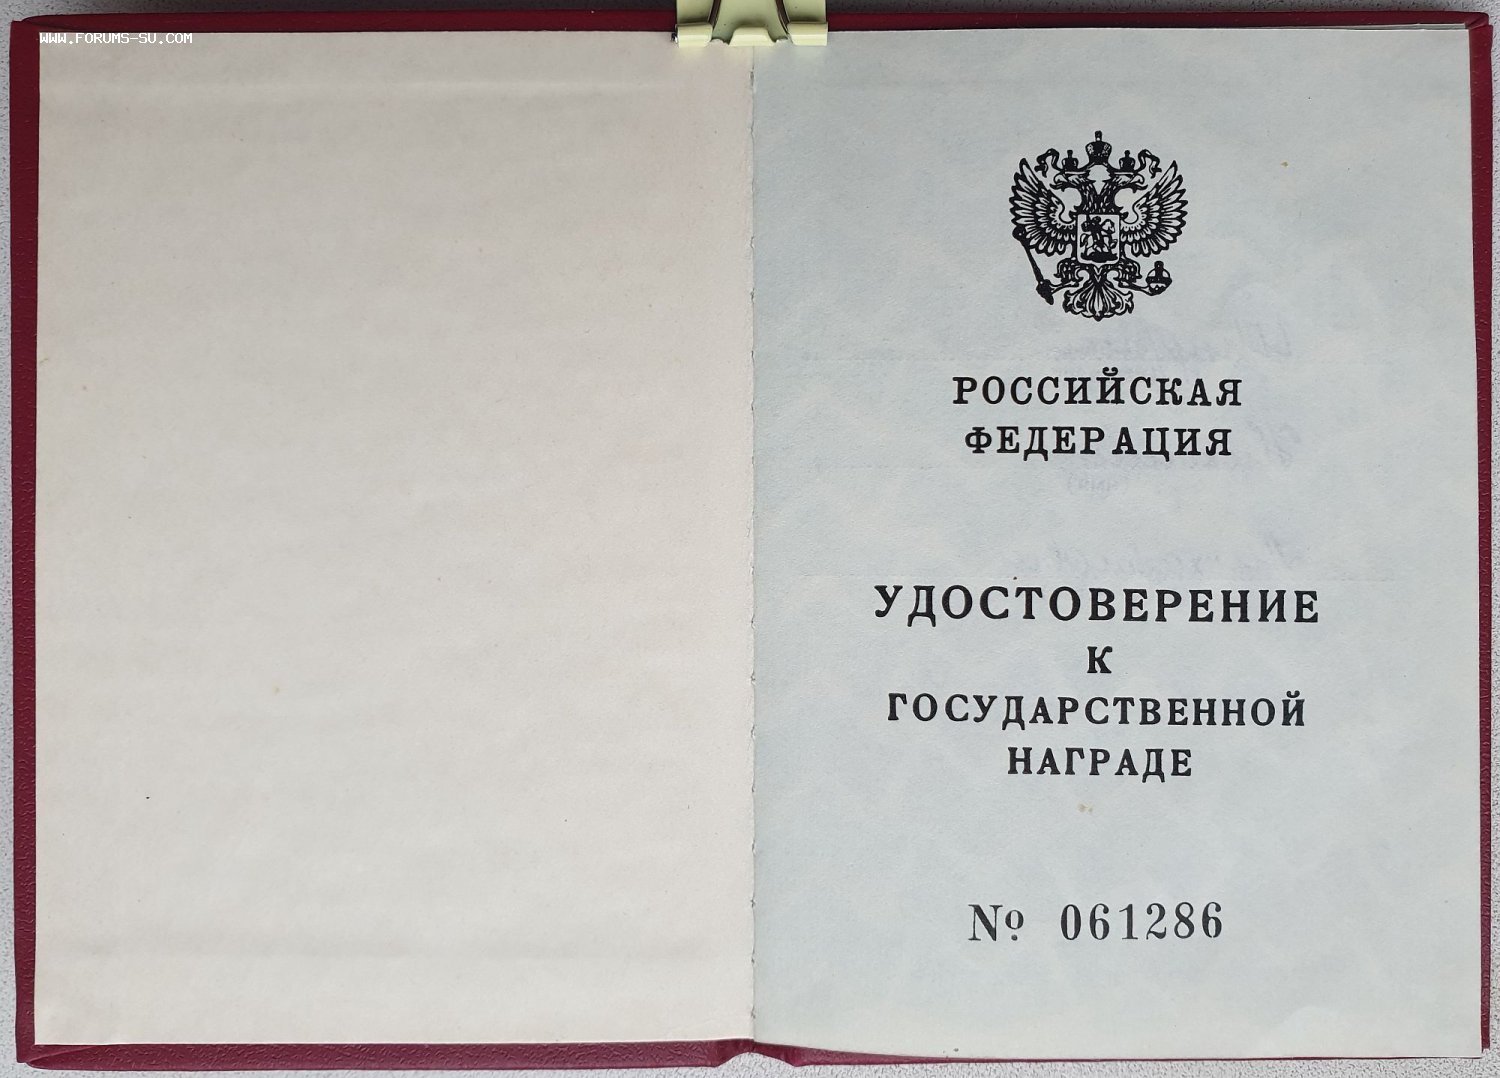 WWW.FORUMS-SU.COM
РОССИЙСКАЯ
ФЕДЕРАЦИЯ
УДОСТОВЕРЕНИЕ
К
ГОСУДАРСТВЕННОЙ
НАГРАДЕ
№ 061286